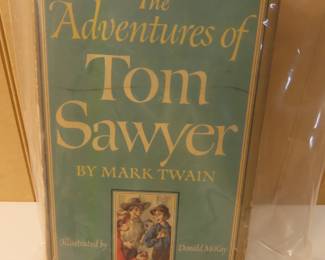 The
Adventures of
Tom
Sawyer
BY MARK TWAIN
Illustrated by Donald McKay